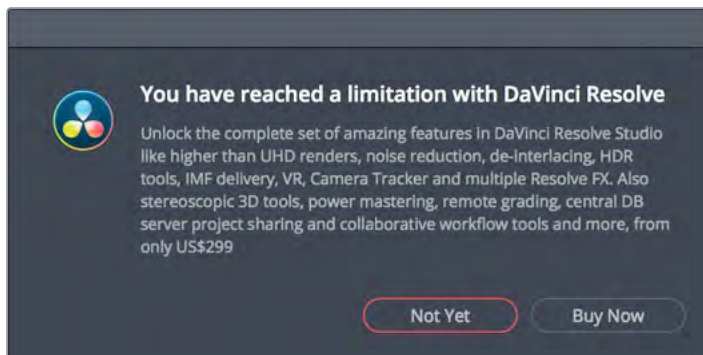 You have reached a limitation with DaVinci Resolve
Unlock the complete set of amazing features in DaVinci Resolve Studio
like higher than UHD renders, noise reduction, de-interlacing, HDR
tools, IMF delivery, VR, Camera Tracker and multiple Resolve FX. Also
stereoscopic 3D tools, power mastering, remote grading, central DB
server project sharing and collaborative workflow tools and more, from
only US$299
Not Yet
Buy Now